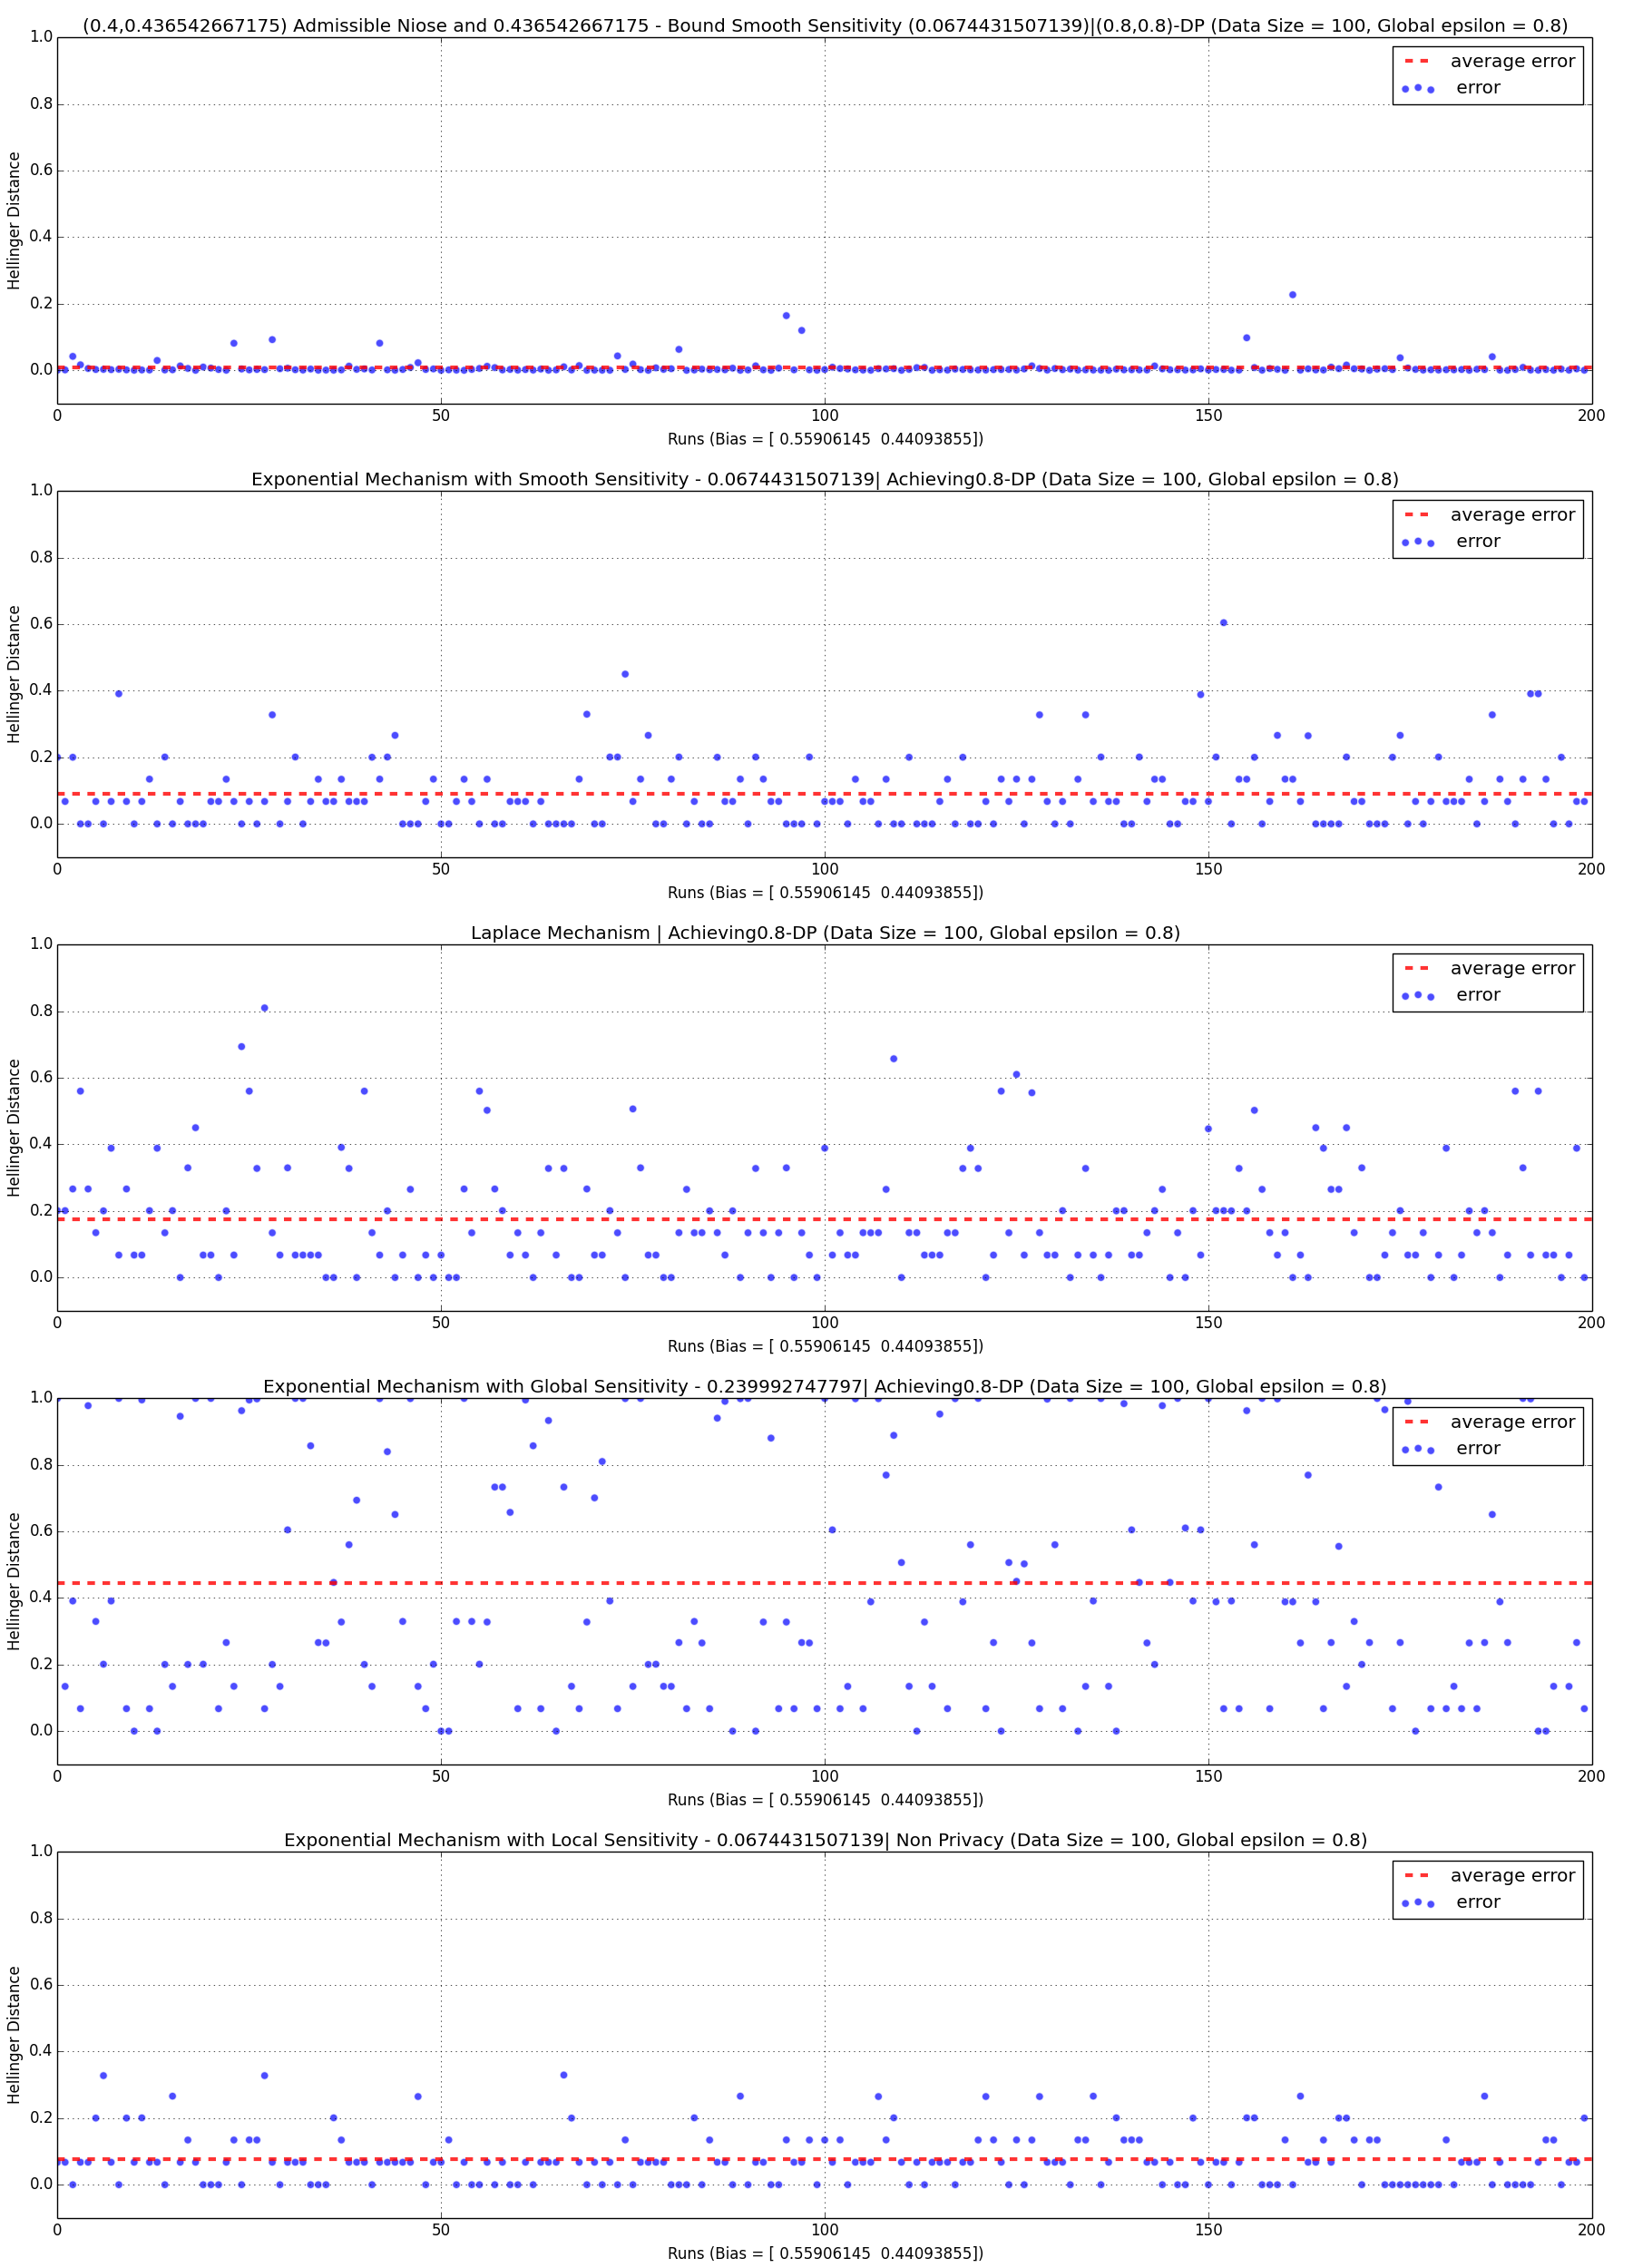 (0.4,0.436542667175) Admissible Niose and 0.436542667175 - Bound Smooth Sensitivity (0.0674431507139)|(0.8,0.8)-DP (Data Size = 100, Global epsilon = 0.8)
1.0
0.8
0.6
0.4
0.2
0.0
Hellinger Distance
average error
error
0 50 100 150 200
Runs (Bias = [ 0.55906145 0.44093855])
Exponential Mechanism with Smooth Sensitivity - 0.0674431507139| Achieving0.8-DP (Data Size = 100, Global epsilon = 0.8)
1.0
0.8
0.6
0.4
0.2
0.0
Hellinger Distance
average error
error
0 50 100 150 200
Runs (Bias = [ 0.55906145 0.44093855])
Laplace Mechanism | Achieving0.8-DP (Data Size = 100, Global epsilon = 0.8)
1.0
0.8
0.6
0.4
0.2
0.0
Hellinger Distance
average error
error
0 50 100 150 200
Runs (Bias = [ 0.55906145 0.44093855])
Exponential Mechanism with Global Sensitivity - 0.239992747797| Achieving0.8-DP (Data Size = 100, Global epsilon = 0.8)
1.0
0.8
0.6
0.4
0.2
0.0
Hellinger Distance
average error
error
0 50 100 150 200
Runs (Bias = [ 0.55906145 0.44093855])
Exponential Mechanism with Local Sensitivity - 0.0674431507139| Non Privacy (Data Size = 100, Global epsilon = 0.8)
1.0
0.8
0.6
0.4
0.2
0.0
Hellinger Distance
average error
error
0 50 100 150 200
Runs (Bias = [ 0.55906145 0.44093855])